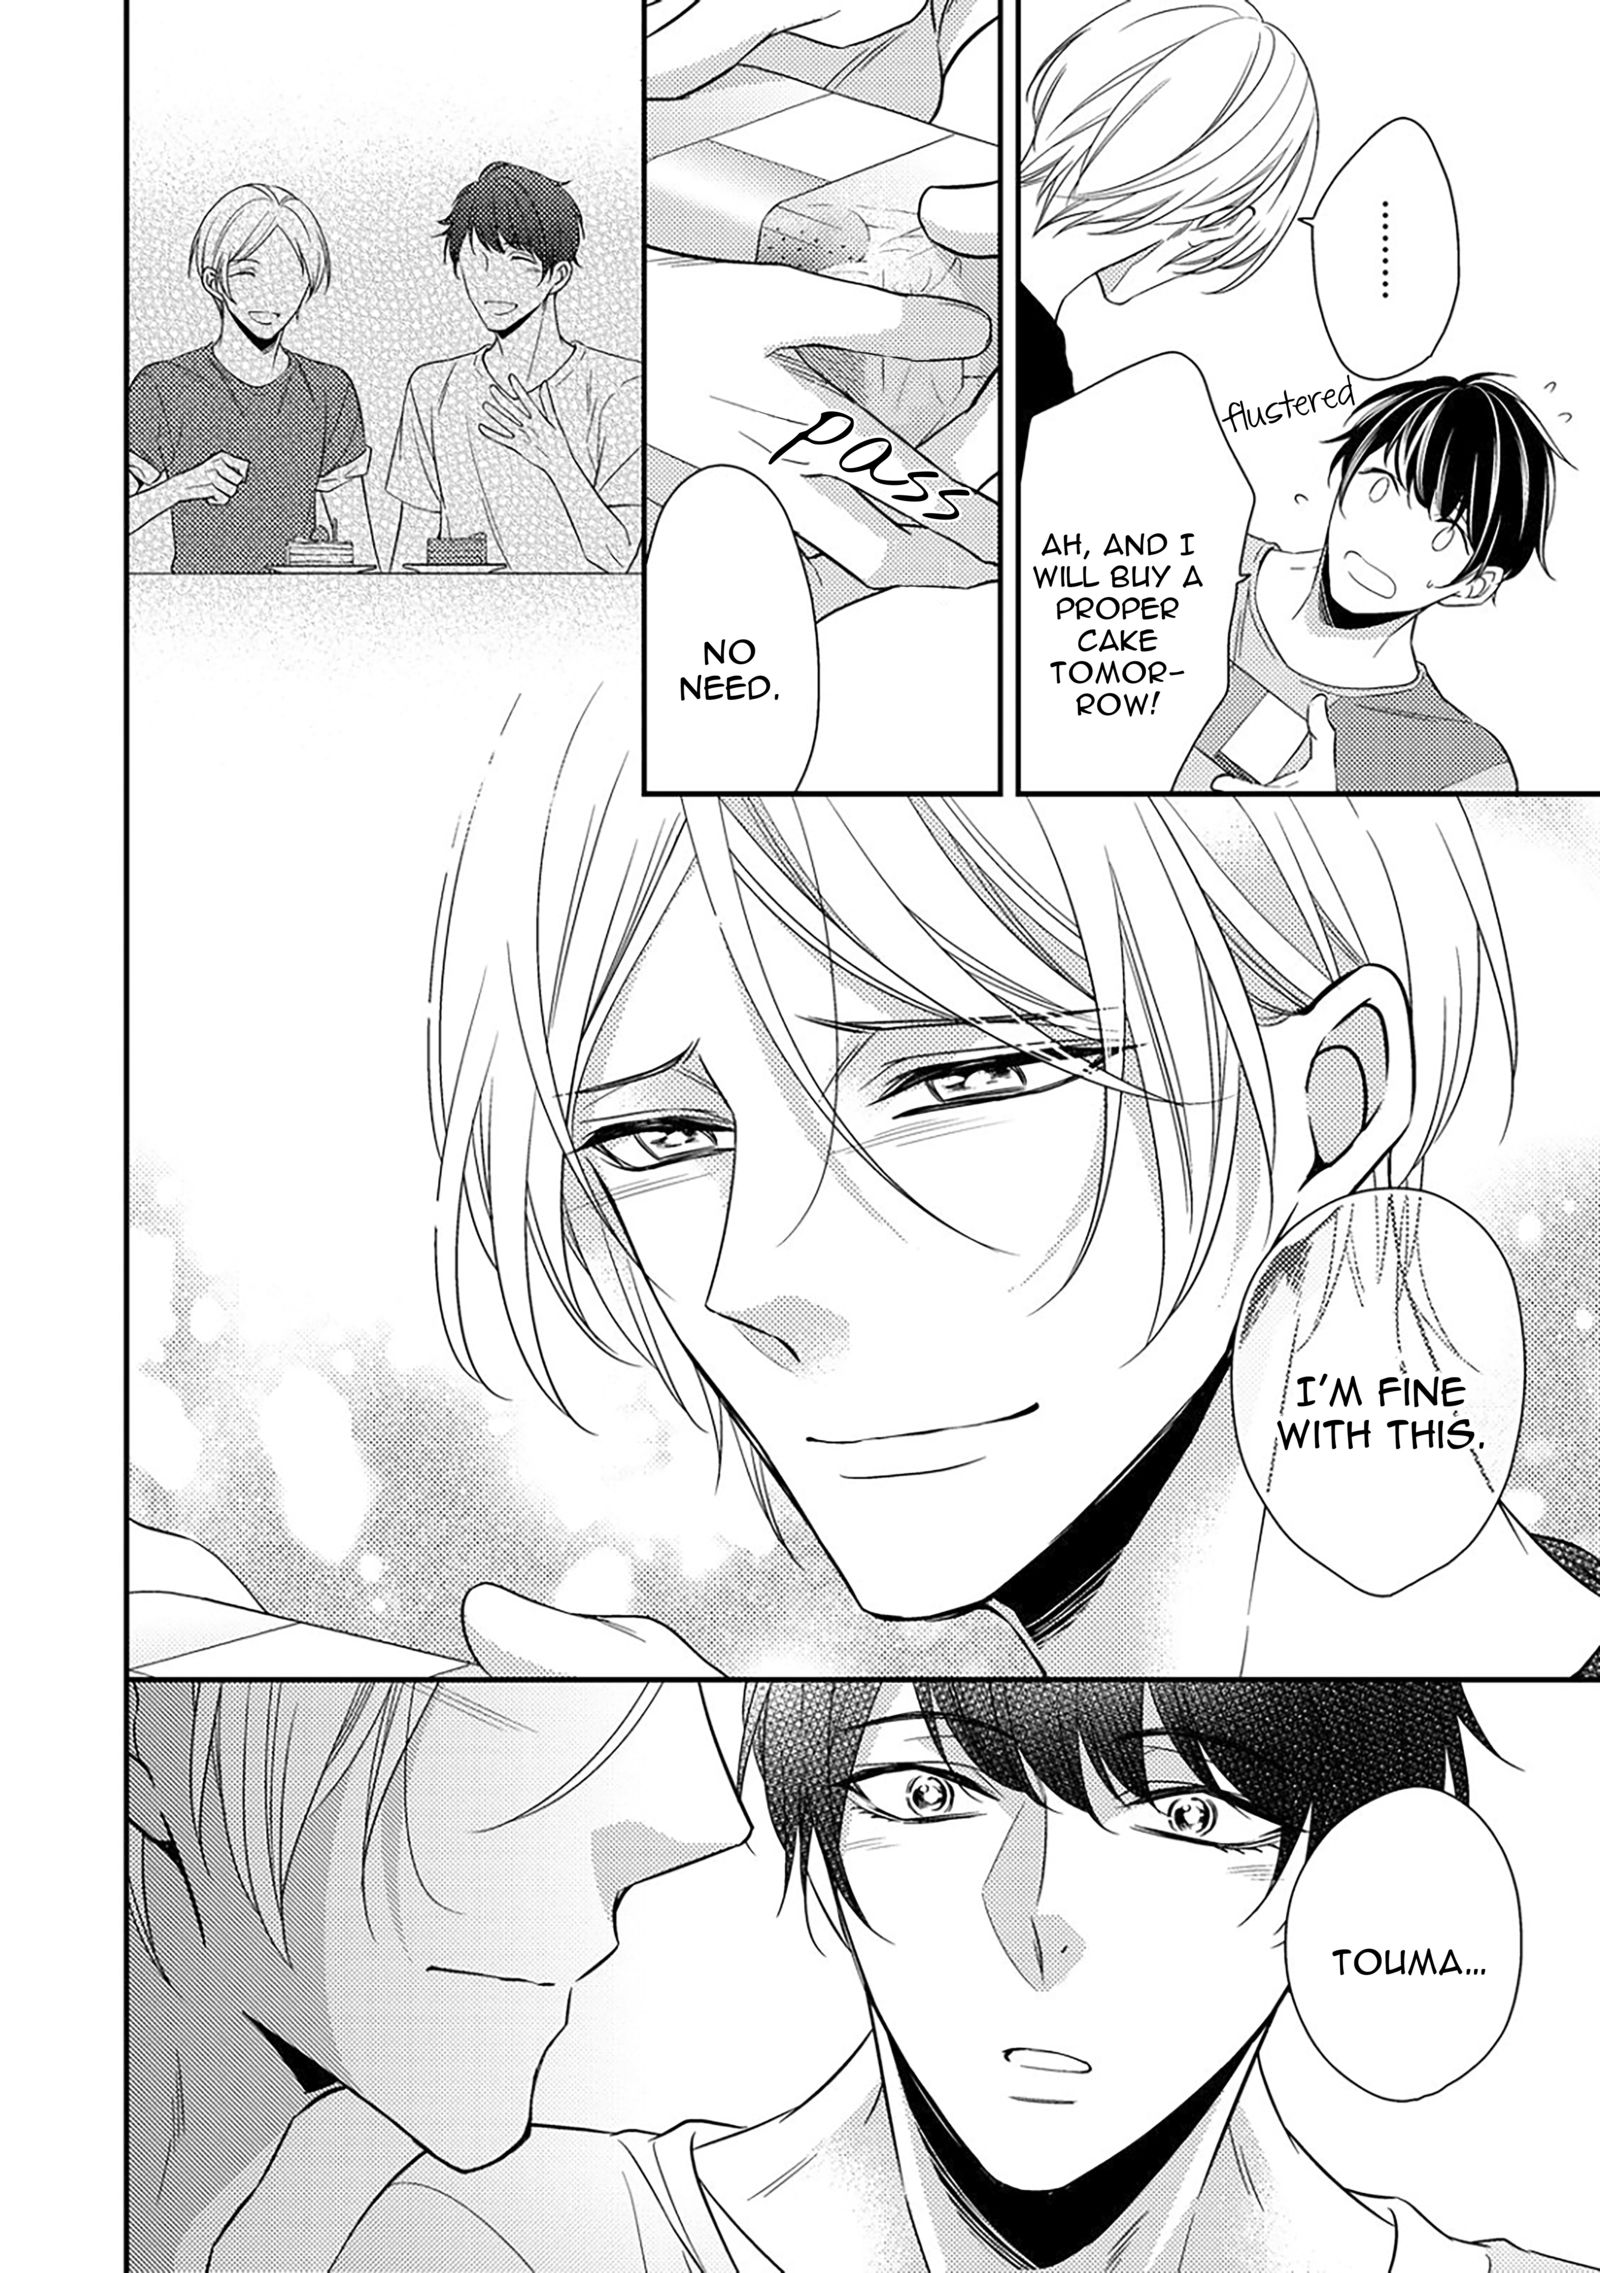 ………
flustered
AH, AND I
WILL BUY A
PROPER
CAKE
TOMOR-
ROW!
pass
NO
NEED.
I'M FINE
WITH THIS.
TOUMA...